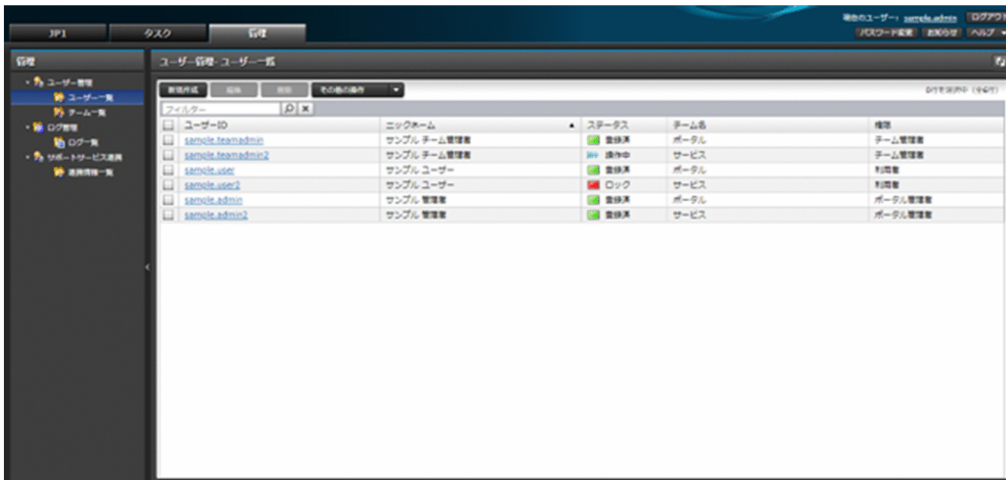 現在のユーザー: sample.admin ログアウト
JP1 タスク 管理
パスワード変更 お知らせ ヘルプ
管理
ユーザー管理-ユーザー一覧
ユーザー管理
ユーザー一覧
チーム一覧
ログ管理
ログ一覧
サポートサービス連携
連携情報一覧
新規作成 編集 削除 その他の操作
0行を選択中 (全6行)
フィルター
ユーザーID ニックネーム ステータス チーム名 権限
sample.teamadmin サンプル チーム管理者 登録済 ポータル チーム管理者
sample.teamadmin2 サンプル チーム管理者 操作中 サービス チーム管理者
sample.user サンプル ユーザー 登録済 ポータル 利用者
sample.user2 サンプル ユーザー ロック サービス 利用者
sample.admin サンプル 管理者 登録済 ポータル ポータル管理者
sample.admin2 サンプル 管理者 登録済 サービス ポータル管理者